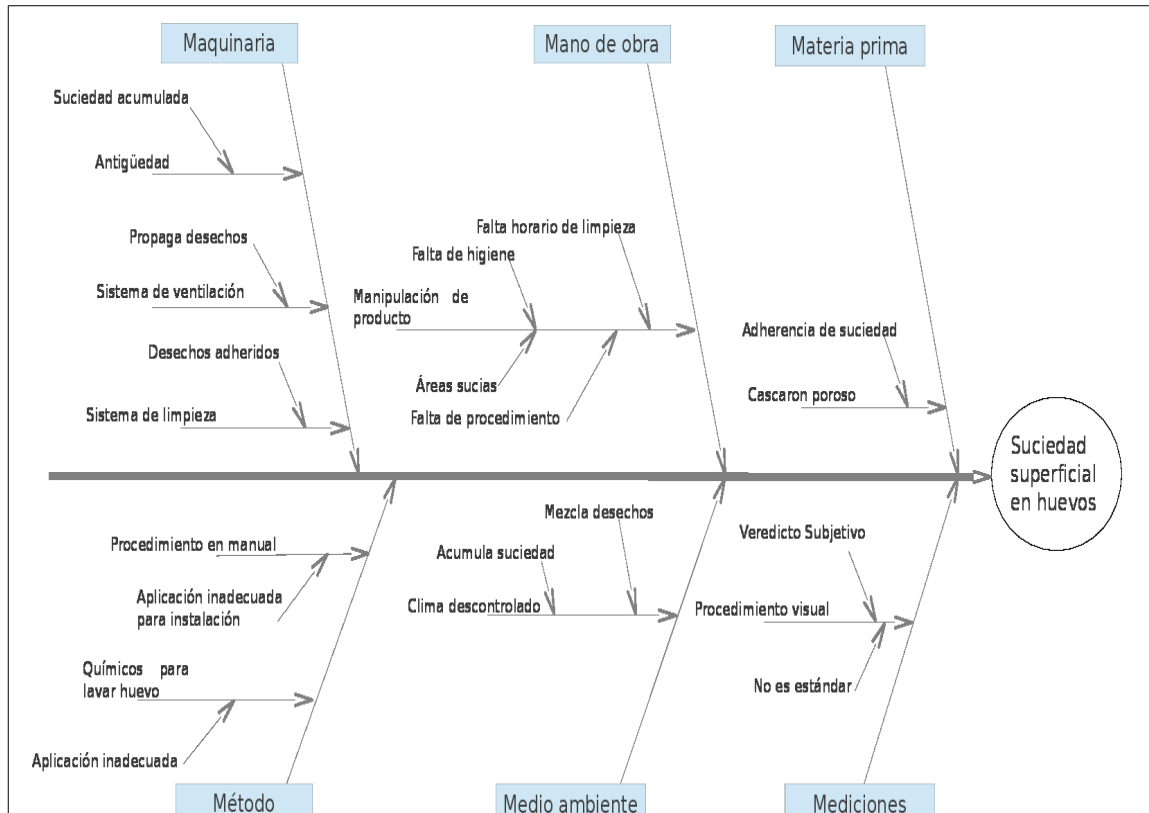 Maquinaria
Mano de obra
Materia prima
Suciedad acumulada
Antigüedad
Propaga desechos
Sistema de ventilación
Desechos adheridos
Sistema de limpieza
Falta horario de limpieza
Falta de higiene
Manipulación de
producto
Áreas sucias
Falta de procedimiento
Adherencia de suciedad
Cascaron poroso
Suciedad
superficial
en huevos
Procedimiento en manual
Aplicación inadecuada
para instalación
Químicos para
lavar huevo
Aplicación inadecuada
Mezcla desechos
Acumula suciedad
Clima descontrolado
Veredicto Subjetivo
Procedimiento visual
No es estándar
Método
Medio ambiente
Mediciones